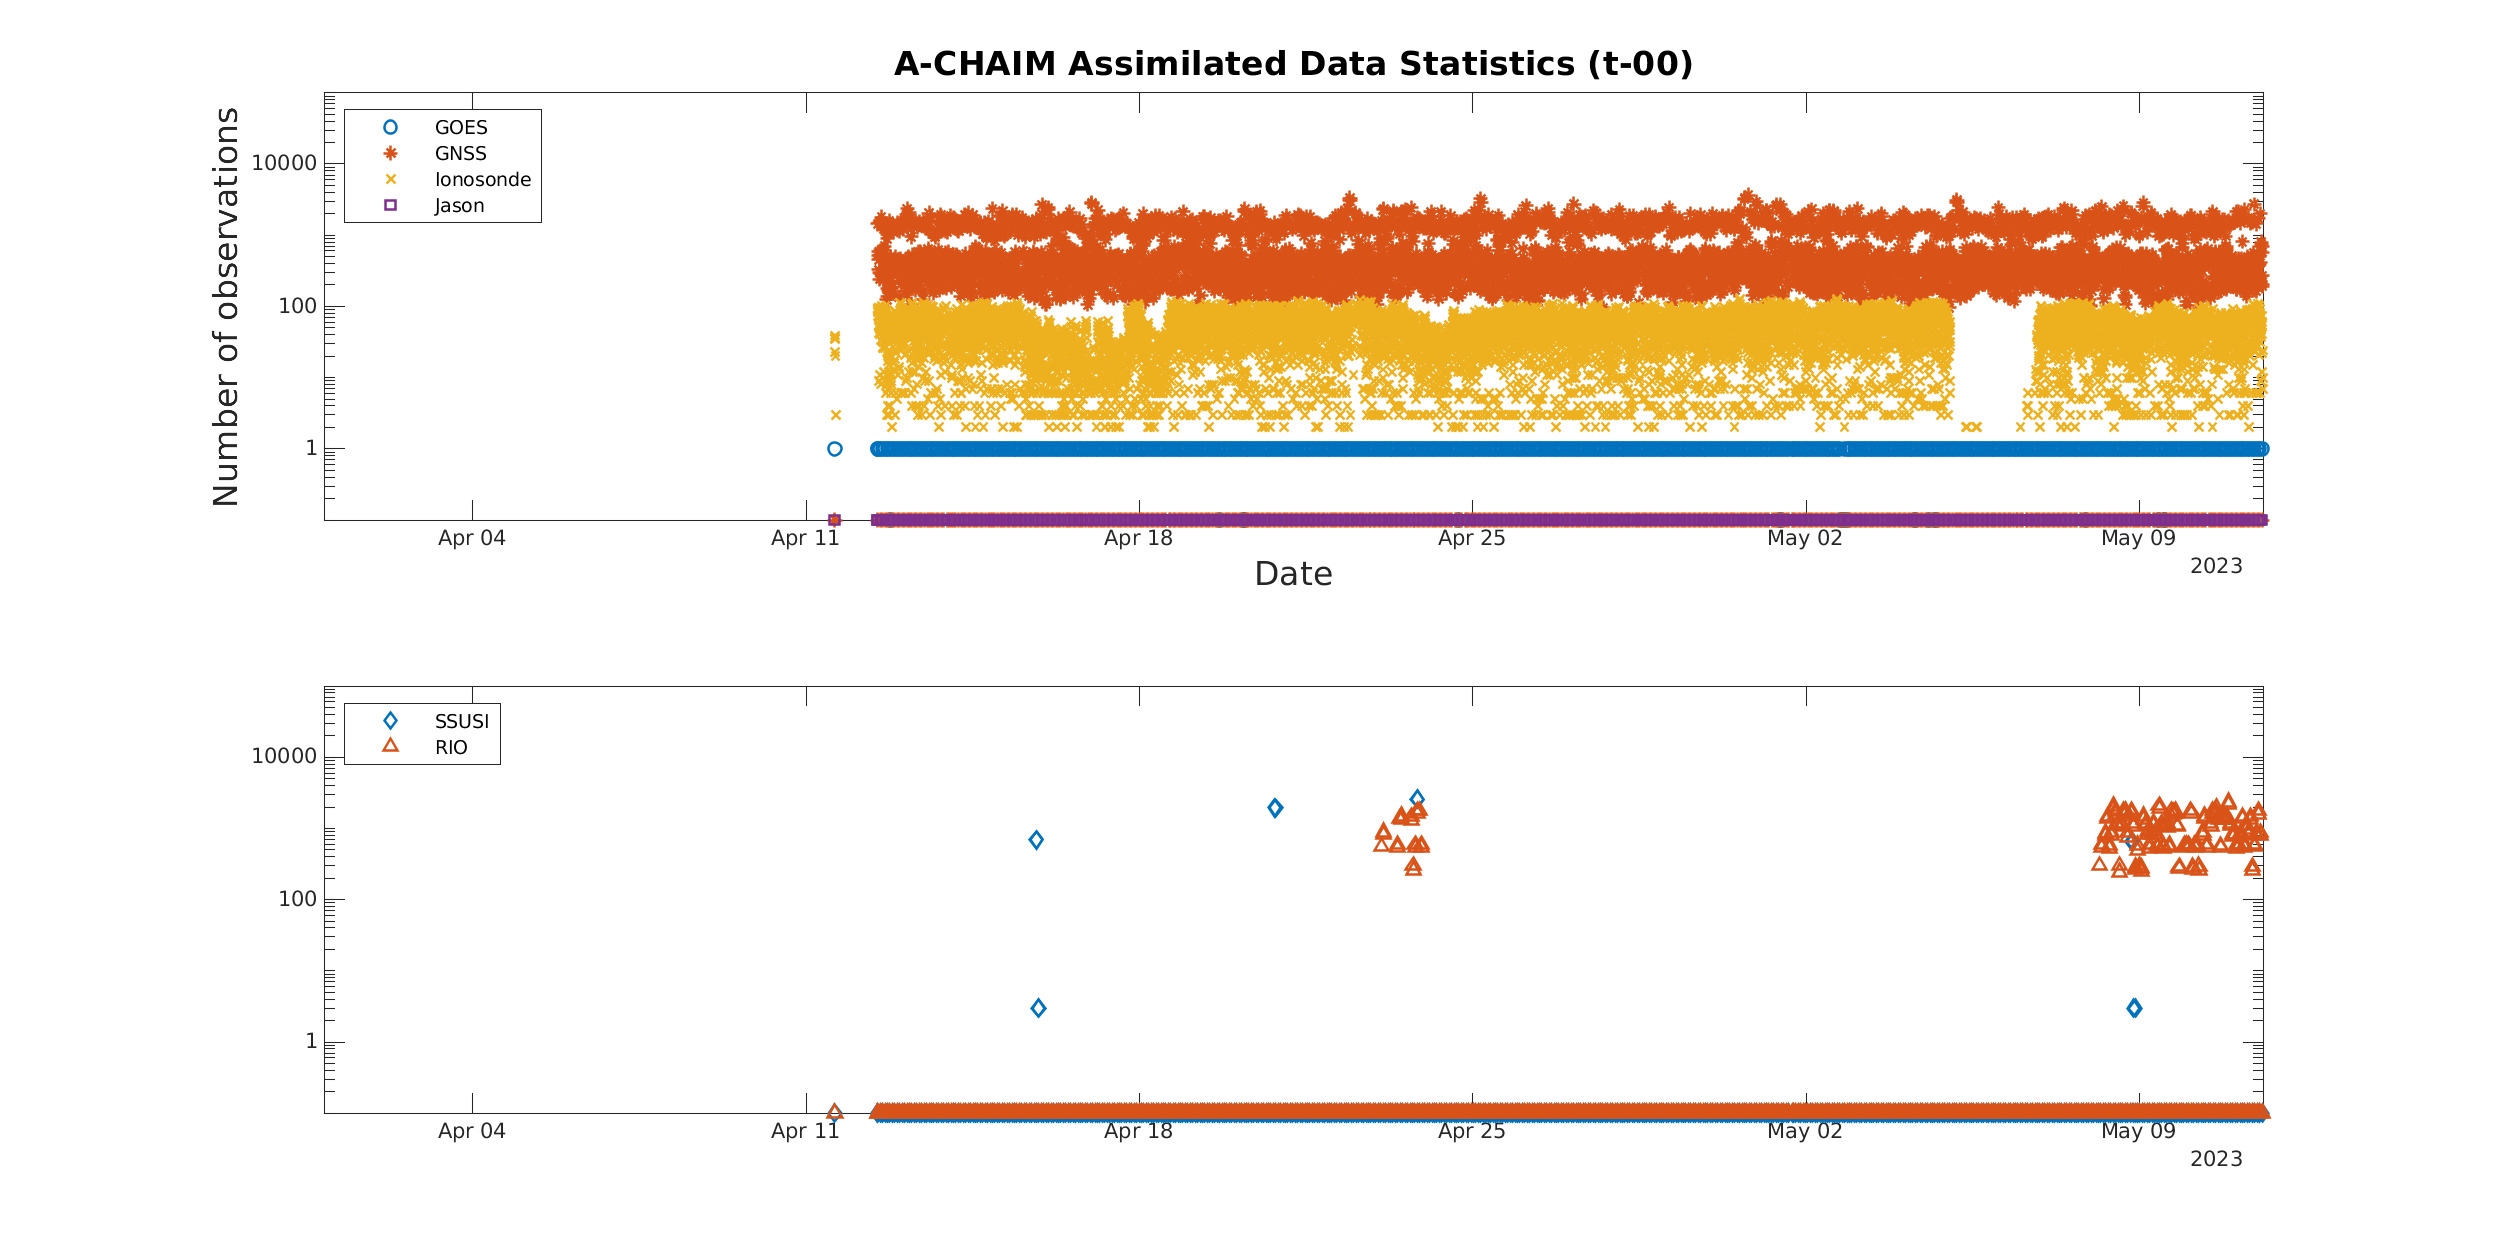 A-CHAIM Assimilated Data Statistics (t-00)
Number of observations
10000
100
1
GOES
GNSS
Ionosonde
Jason
Apr 04 Apr 11 Apr 18 Apr 25 May 02 May 09
2023
Date
10000
100
1
SSUSI
RIO
Apr 04 Apr 11 Apr 18 Apr 25 May 02 May 09
2023